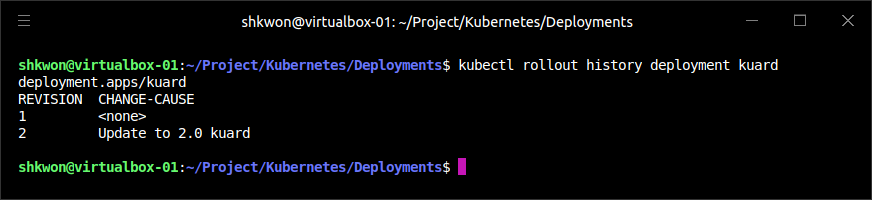 shkwon@virtualbox-01: ~/Project/Kubernetes/Deployments
shkwon@virtualbox-01:~/Project/Kubernetes/Deployments$ kubectl rollout history deployment kuard
deployment.apps/kuard
REVISION  CHANGE-CAUSE
1         <none>
2         Update to 2.0 kuard
shkwon@virtualbox-01:~/Project/Kubernetes/Deployments$